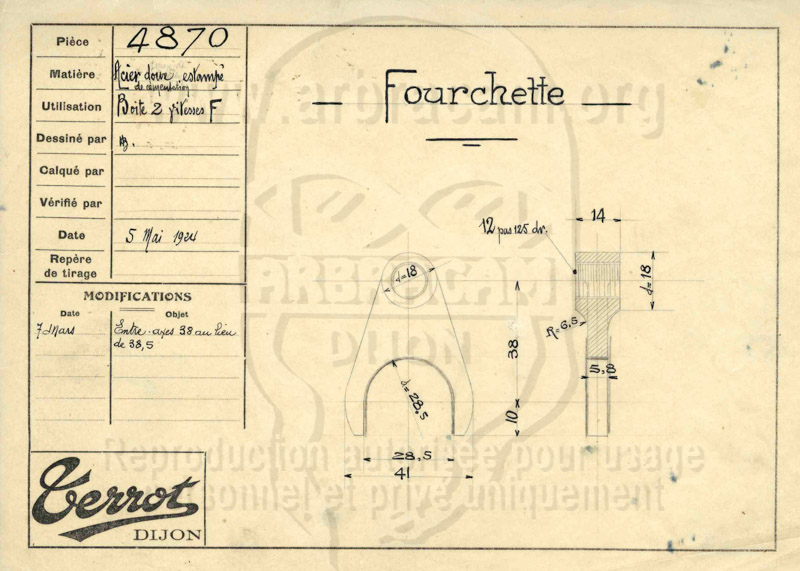 Pièce 4870
Matière Acier doux estampé
de cémentation
Utilisation Boîte 2 vitesses F
Dessiné par
Calqué par
Vérifié par
Date 5 Mai 1924
Repère
de tirage
MODIFICATIONS
Date Objet
7 Mars Entre-axes 38 au lieu
de 38,5
Terrot
DIJON
Fourchette
www.arbracam.org
ARBRACAM
DIJON
Reproduction autorisée pour usage
personnel et privé uniquement
14
12 pas 125 dr.
d=18
d=18
R=6,5
38
5,8
d=28,5
10
28,5
41